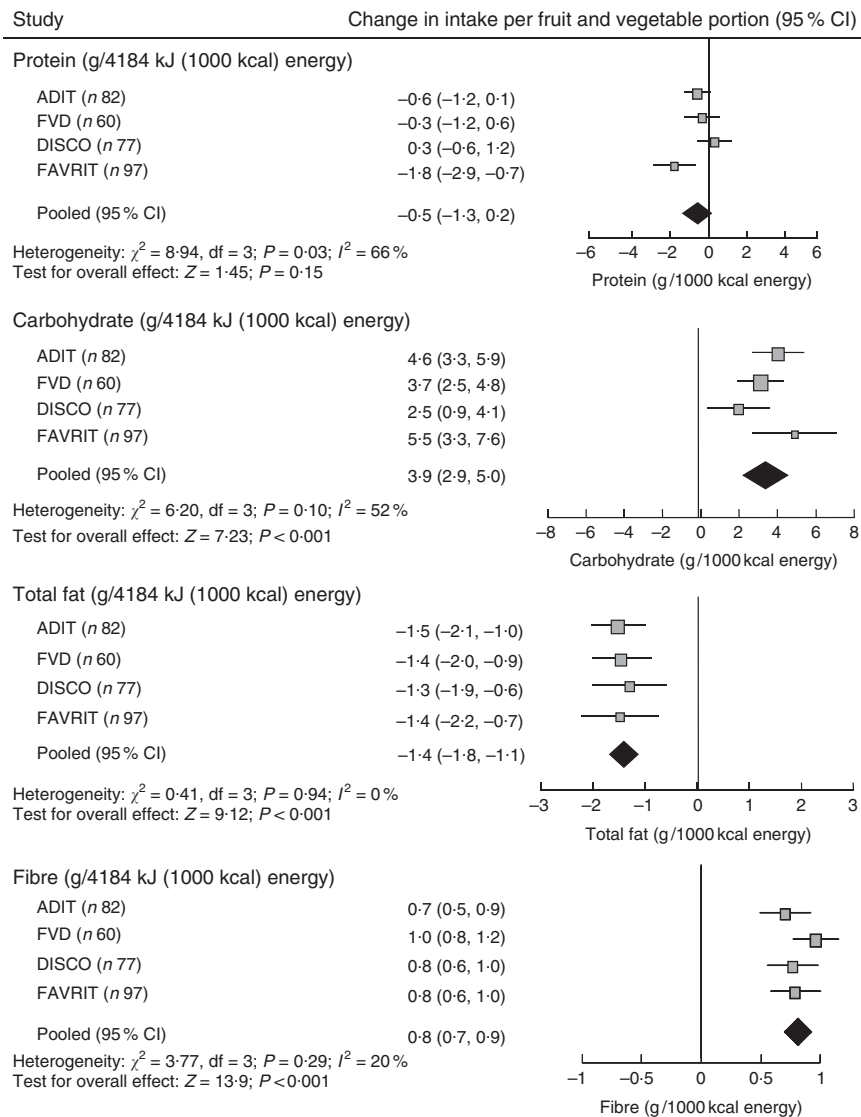 Study Change in intake per fruit and vegetable portion (95 % CI)
Protein (g/4184 kJ (1000 kcal) energy)
ADIT (n 82) –0·6 (–1·2, 0·1)
FVD (n 60) –0·3 (–1·2, 0·6)
DISCO (n 77) 0·3 (–0·6, 1·2)
FAVRIT (n 97) –1·8 (–2·9, –0·7)
Pooled (95 % CI) –0·5 (–1·3, 0·2)
Heterogeneity: χ² = 8·94, df = 3; P = 0·03; I² = 66 %
Test for overall effect: Z = 1·45; P = 0·15
–6 –4 –2 0 2 4 6
Protein (g/1000 kcal energy)
Carbohydrate (g/4184 kJ (1000 kcal) energy)
ADIT (n 82) 4·6 (3·3, 5·9)
FVD (n 60) 3·7 (2·5, 4·8)
DISCO (n 77) 2·5 (0·9, 4·1)
FAVRIT (n 97) 5·5 (3·3, 7·6)
Pooled (95 % CI) 3·9 (2·9, 5·0)
Heterogeneity: χ² = 6·20, df = 3; P = 0·10; I² = 52 %
Test for overall effect: Z = 7·23; P < 0·001
–8 –6 –4 –2 0 2 4 6 8
Carbohydrate (g/1000 kcal energy)
Total fat (g/4184 kJ (1000 kcal) energy)
ADIT (n 82) –1·5 (–2·1, –1·0)
FVD (n 60) –1·4 (–2·0, –0·9)
DISCO (n 77) –1·3 (–1·9, –0·6)
FAVRIT (n 97) –1·4 (–2·2, –0·7)
Pooled (95 % CI) –1·4 (–1·8, –1·1)
Heterogeneity: χ² = 0·41, df = 3; P = 0·94; I² = 0 %
Test for overall effect: Z = 9·12; P < 0·001
–3 –2 –1 0 1 2 3
Total fat (g/1000 kcal energy)
Fibre (g/4184 kJ (1000 kcal) energy)
ADIT (n 82) 0·7 (0·5, 0·9)
FVD (n 60) 1·0 (0·8, 1·2)
DISCO (n 77) 0·8 (0·6, 1·0)
FAVRIT (n 97) 0·8 (0·6, 1·0)
Pooled (95 % CI) 0·8 (0·7, 0·9)
Heterogeneity: χ² = 3·77, df = 3; P = 0·29; I² = 20 %
Test for overall effect: Z = 13·9; P <0·001
–1 –0·5 0 0·5 1
Fibre (g/1000 kcal energy)